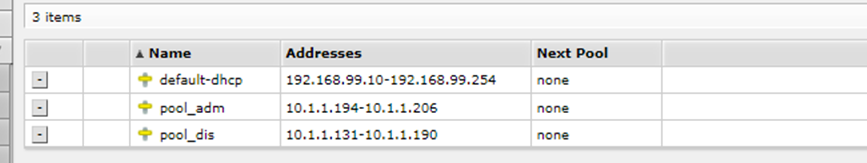 3 items
Name Addresses Next Pool
- default-dhcp 192.168.99.10-192.168.99.254 none
- pool_adm 10.1.1.194-10.1.1.206 none
- pool_dis 10.1.1.131-10.1.1.190 none